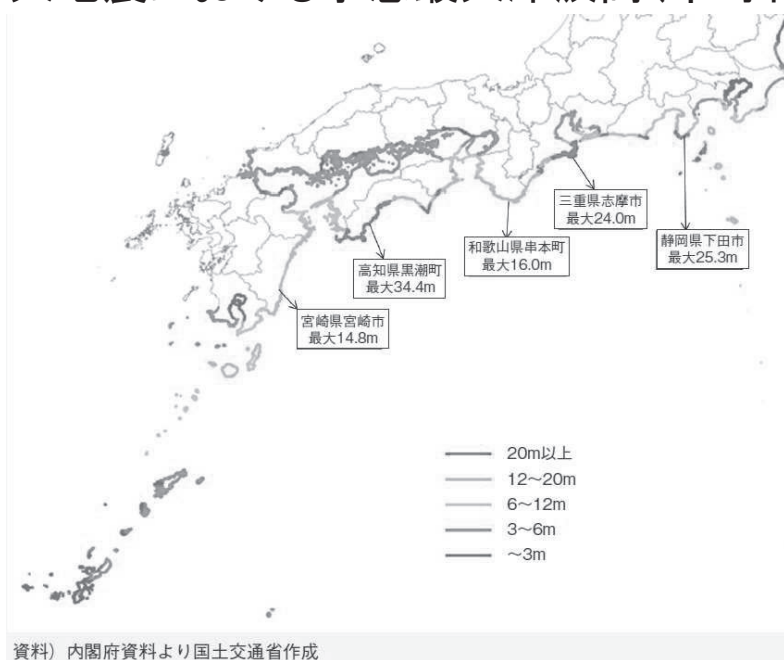 三重県志摩市
最大24.0m
和歌山県串本町
最大16.0m
静岡県下田市
最大25.3m
高知県黒潮町
最大34.4m
宮崎県宮崎市
最大14.8m
20m以上
12～20m
6～12m
3～6m
～3m
資料）内閣府資料より国土交通省作成